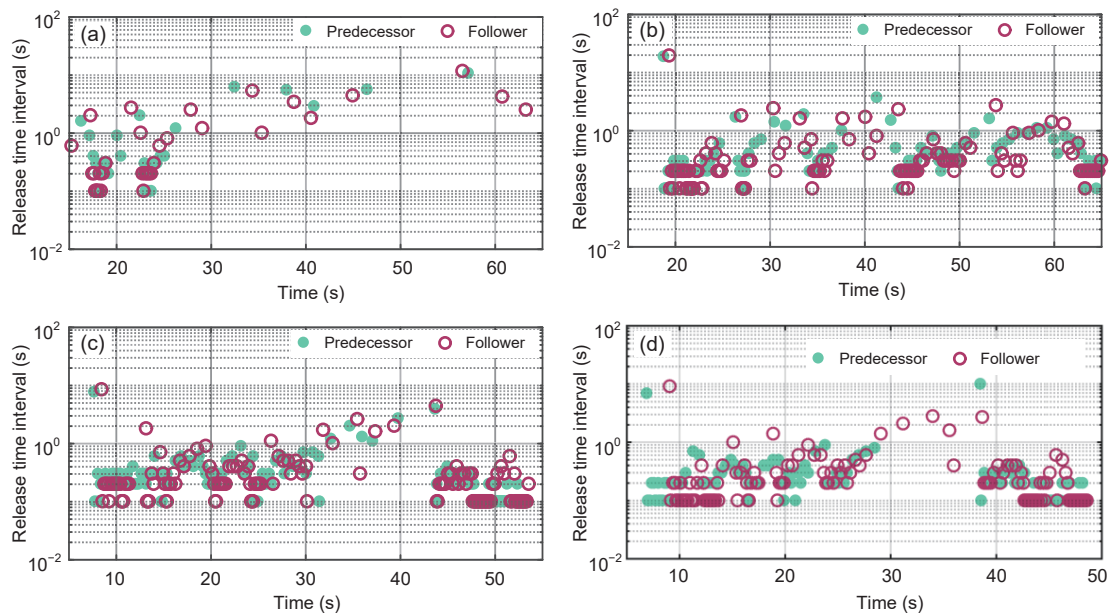 (a)
Predecessor
Follower
Release time interval (s)
10^2
10^0
10^-2
20
30
40
50
60
Time (s)
(b)
Predecessor
Follower
Release time interval (s)
10^2
10^0
10^-2
20
30
40
50
60
Time (s)
(c)
Predecessor
Follower
Release time interval (s)
10^2
10^0
10^-2
10
20
30
40
50
Time (s)
(d)
Predecessor
Follower
Release time interval (s)
10^2
10^0
10^-2
10
20
30
40
50
Time (s)